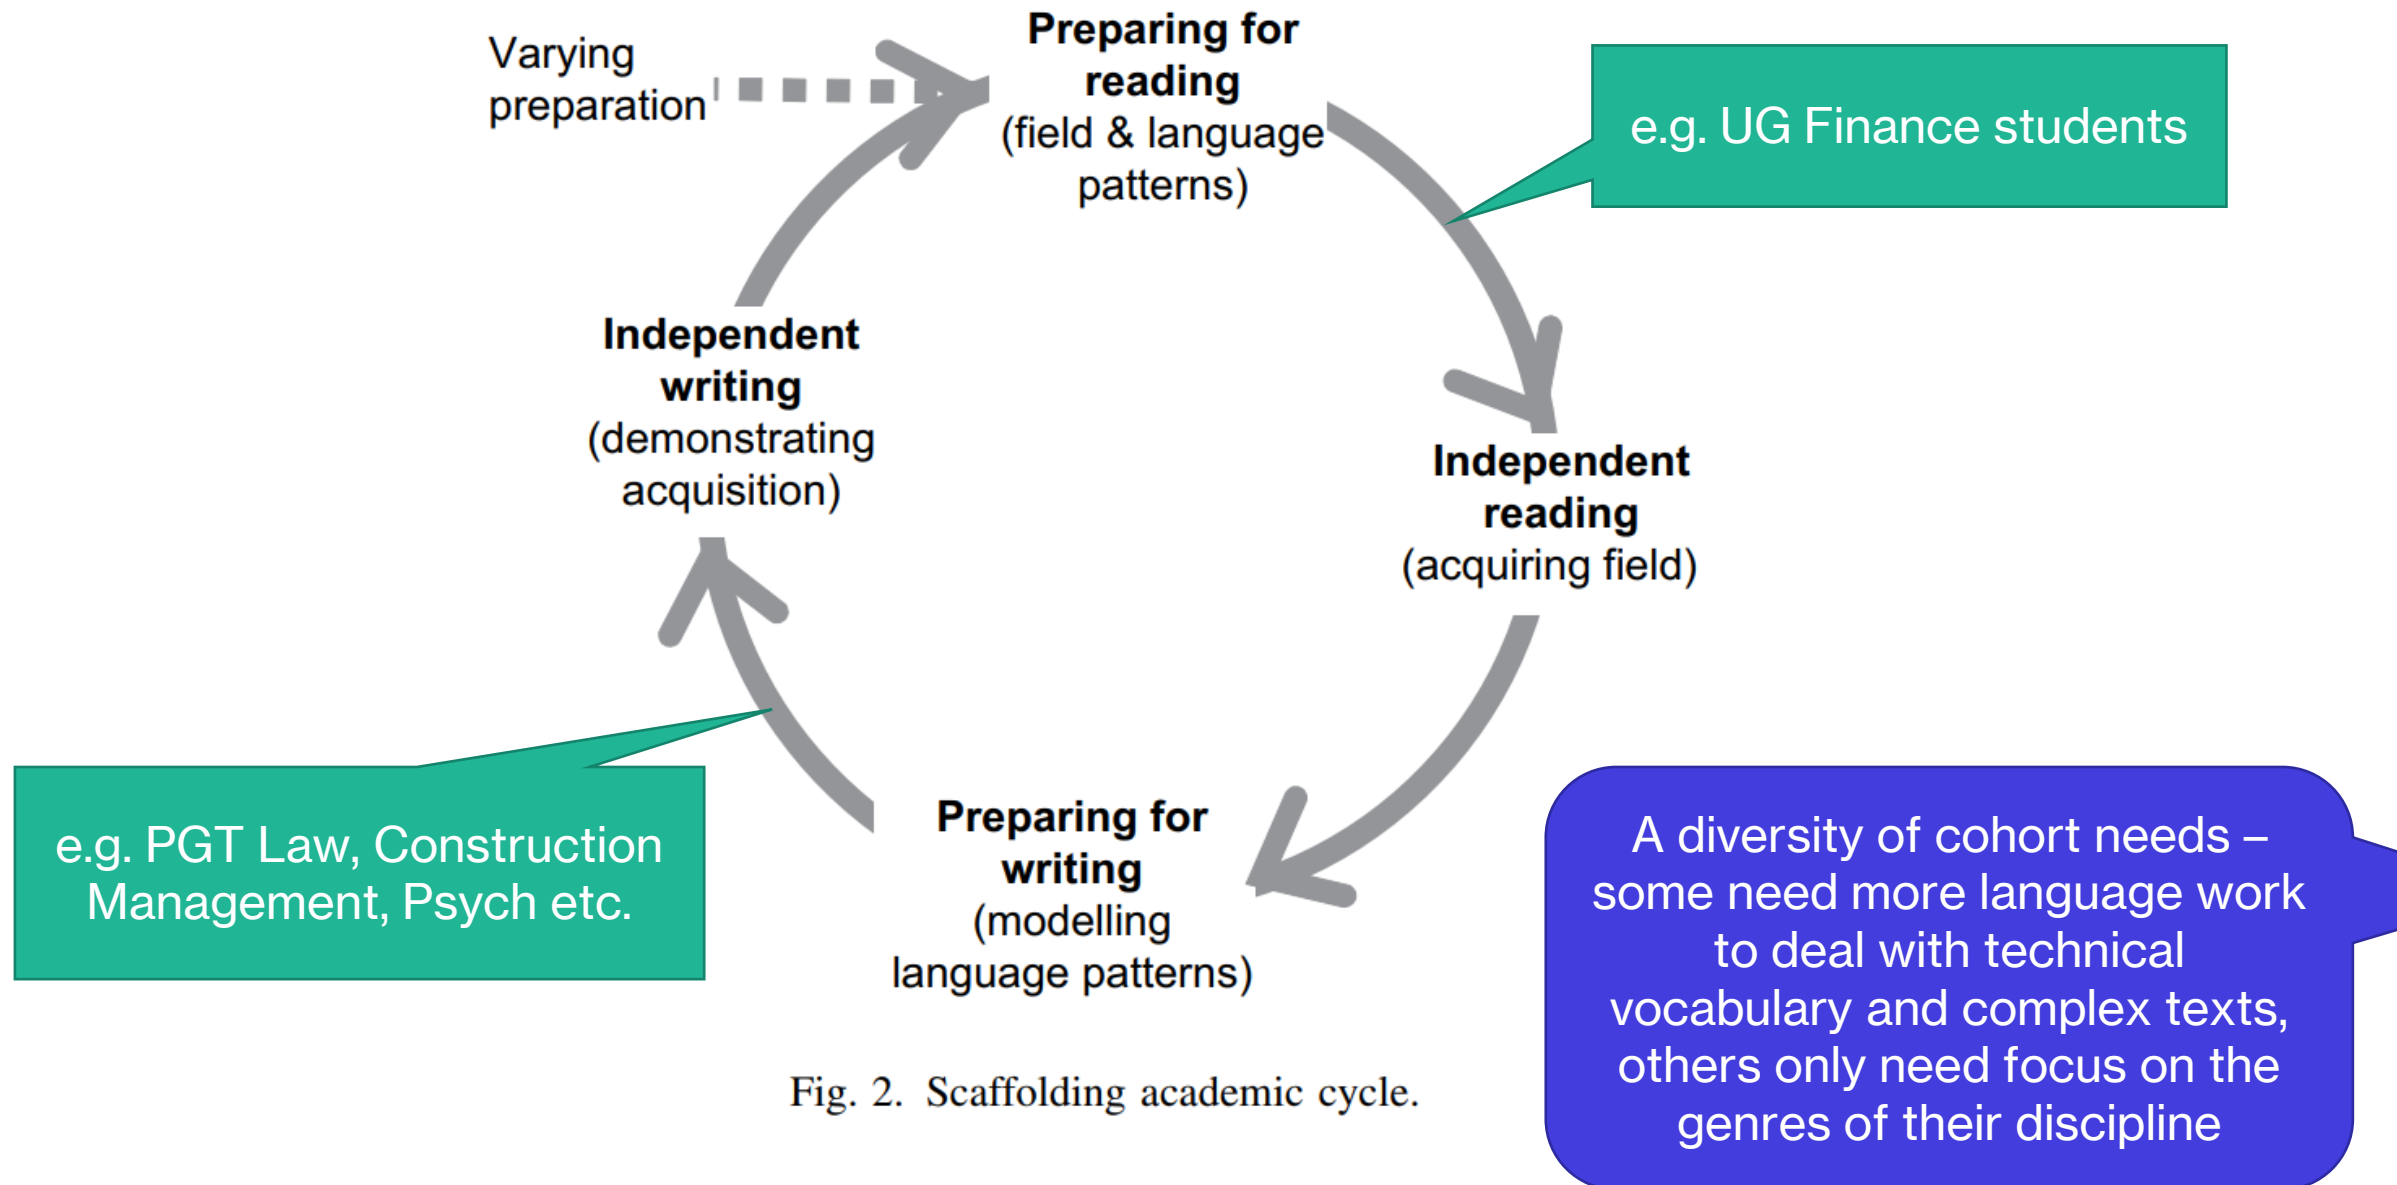 Varying
preparation
Preparing for
reading
(field & language
patterns)
e.g. UG Finance students
Independent
writing
(demonstrating
acquisition)
Independent
reading
(acquiring field)
e.g. PGT Law, Construction
Management, Psych etc.
Preparing for
writing
(modelling
language patterns)
A diversity of cohort needs –
some need more language work
to deal with technical
vocabulary and complex texts,
others only need focus on the
genres of their discipline
Fig. 2. Scaffolding academic cycle.